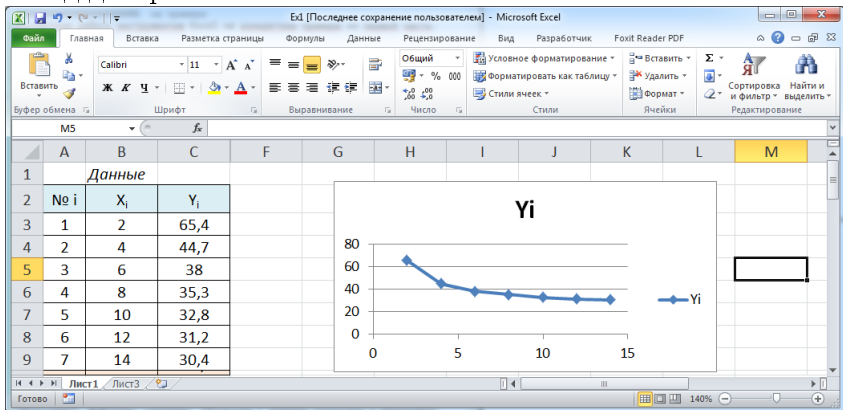 Ex1 [Последнее сохранение пользователем] - Microsoft Excel
Файл Главная Вставка Разметка страницы Формулы Данные Рецензирование Вид Разработчик Foxit Reader PDF
Вставить
Calibri 11 A A
Ж К Ч
Общий
% 000
Условное форматирование
Форматировать как таблицу
Стили ячеек
Вставить
Удалить
Формат
Σ
Сортировка и фильтр
Найти и выделить
Буфер обмена Шрифт Выравнивание Число Стили Ячейки Редактирование
M5 fx
A B C F G H I J K L M
1 Данные
2 № i Xi Yi
3 1 2 65,4
4 2 4 44,7
5 3 6 38
6 4 8 35,3
7 5 10 32,8
8 6 12 31,2
9 7 14 30,4
Yi
80
60
40
20
0
0 5 10 15
Yi
Лист1 Лист3
Готово 140%